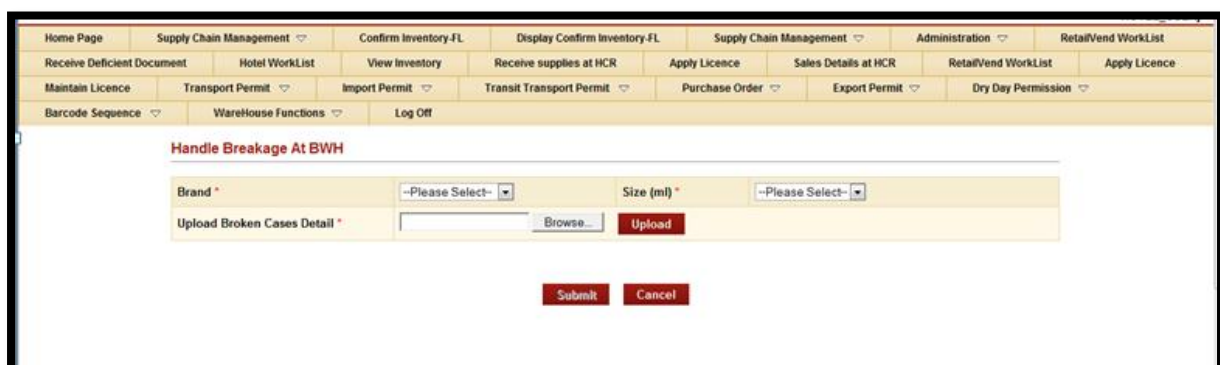 Home Page Supply Chain Management Confirm Inventory-FL Display Confirm Inventory-FL Supply Chain Management Administration RetailVend WorkList
Receive Deficient Document Hotel WorkList View Inventory Receive supplies at HCR Apply Licence Sales Details at HCR RetailVend WorkList Apply Licence
Maintain Licence Transport Permit Import Permit Transit Transport Permit Purchase Order Export Permit Dry Day Permission
Barcode Sequence WareHouse Functions Log Off
Handle Breakage At BWH
Brand * --Please Select-- Size (ml) * --Please Select--
Upload Broken Cases Detail * Browse... Upload
Submit Cancel